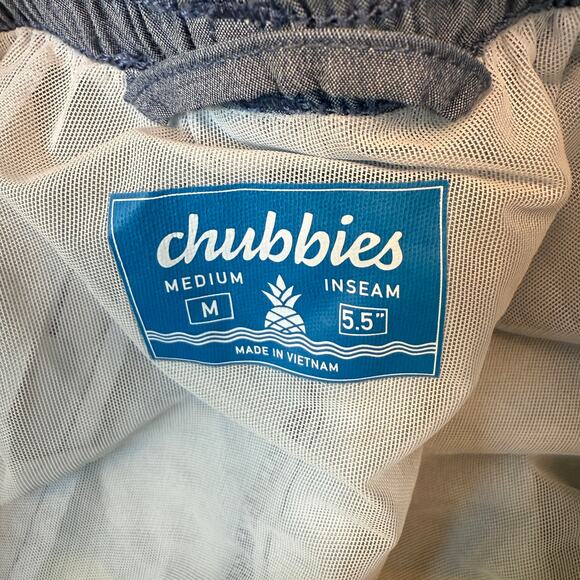 chubbies
MEDIUM INSEAM
M 5.5"
MADE IN VIETNAM